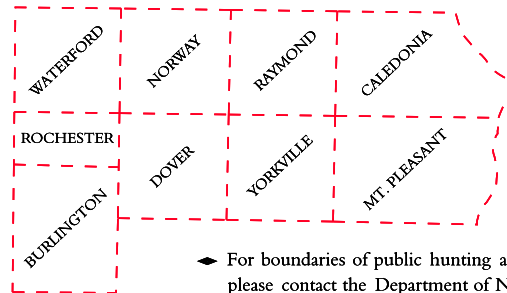 WATERFORD
NORWAY
RAYMOND
CALEDONIA
ROCHESTER
DOVER
YORKVILLE
MT. PLEASANT
BURLINGTON
For boundaries of public hunting
please contact the Department of